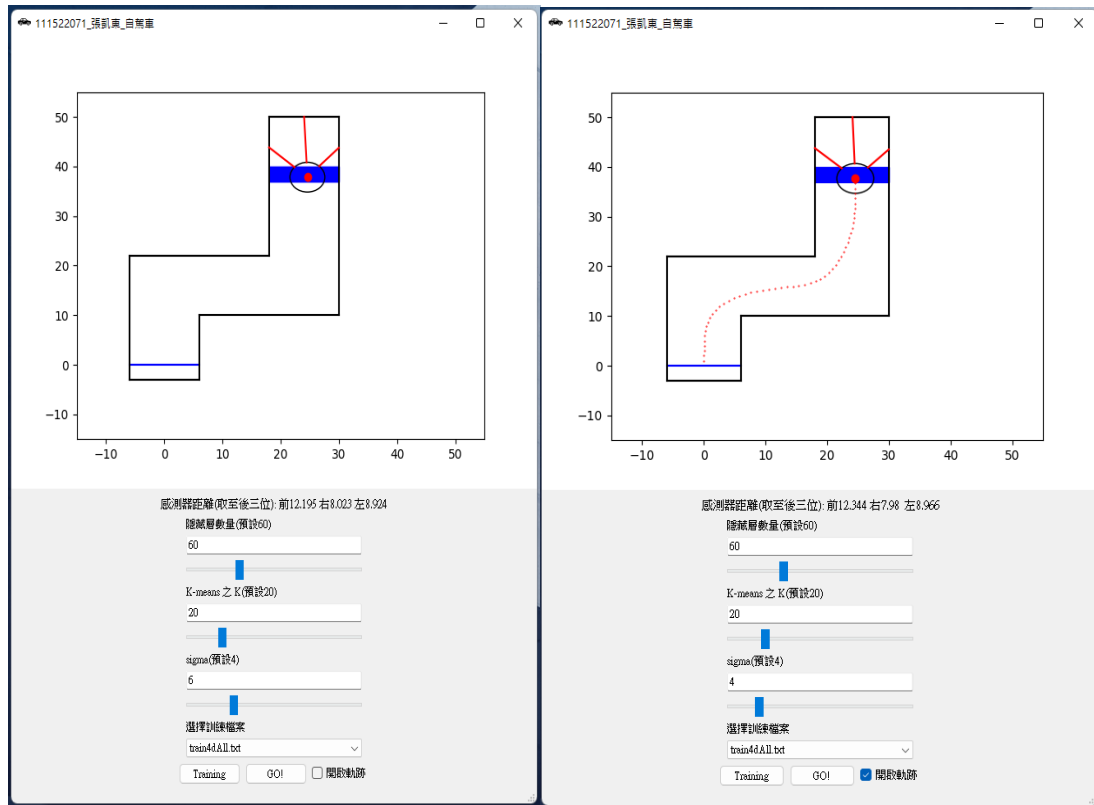 111522071_張凱東_自駕車
50
40
30
20
10
0
−10
−10 0 10 20 30 40 50
感測器距離(取至後三位): 前12.195 右8.023 左8.924
隱藏層數量(預設60)
60
K-means 之 K(預設20)
20
sigma(預設4)
6
選擇訓練檔案
train4dAll.txt
Training GO! 開啟軌跡
111522071_張凱東_自駕車
50
40
30
20
10
0
−10
−10 0 10 20 30 40 50
感測器距離(取至後三位): 前12.344 右7.98 左8.966
隱藏層數量(預設60)
60
K-means 之 K(預設20)
20
sigma(預設4)
4
選擇訓練檔案
train4dAll.txt
Training GO! 開啟軌跡